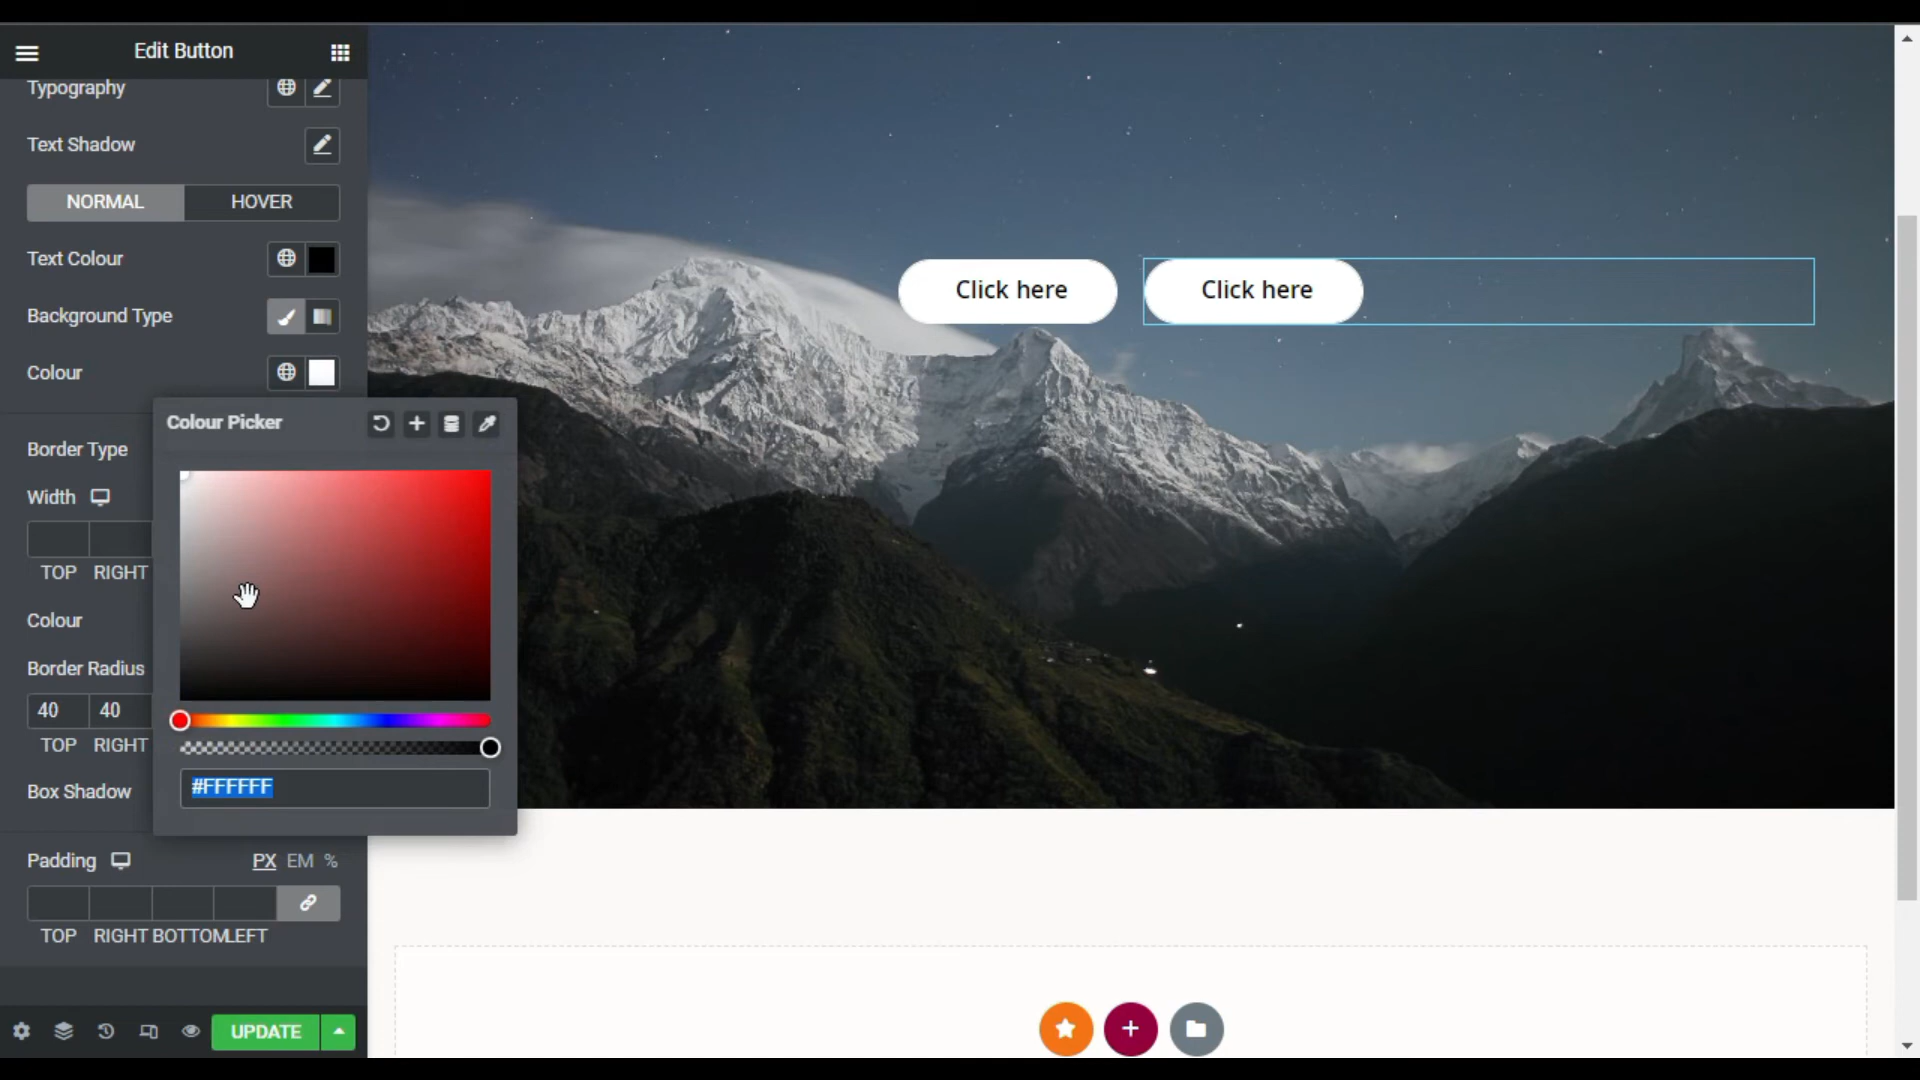 Edit Button
Typography
Text Shadow
NORMAL HOVER
Text Colour
Background Type
Colour
Colour Picker
Border Type
Width
TOP RIGHT
Colour
Border Radius
40 40
TOP RIGHT
#FFFFFF
Box Shadow
Padding PX EM %
TOP RIGHT BOTTOM LEFT
UPDATE
Click here Click here